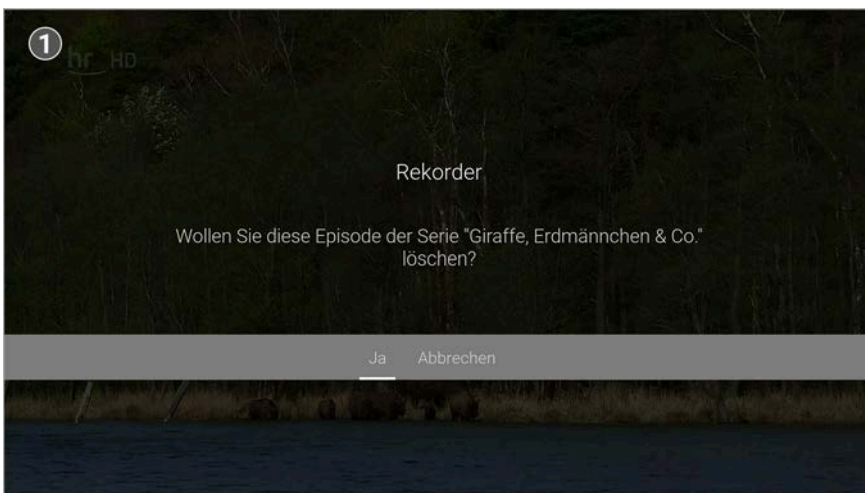 1
hr HD
Rekorder
Wollen Sie diese Episode der Serie "Giraffe, Erdmännchen & Co."
löschen?
Ja Abbrechen